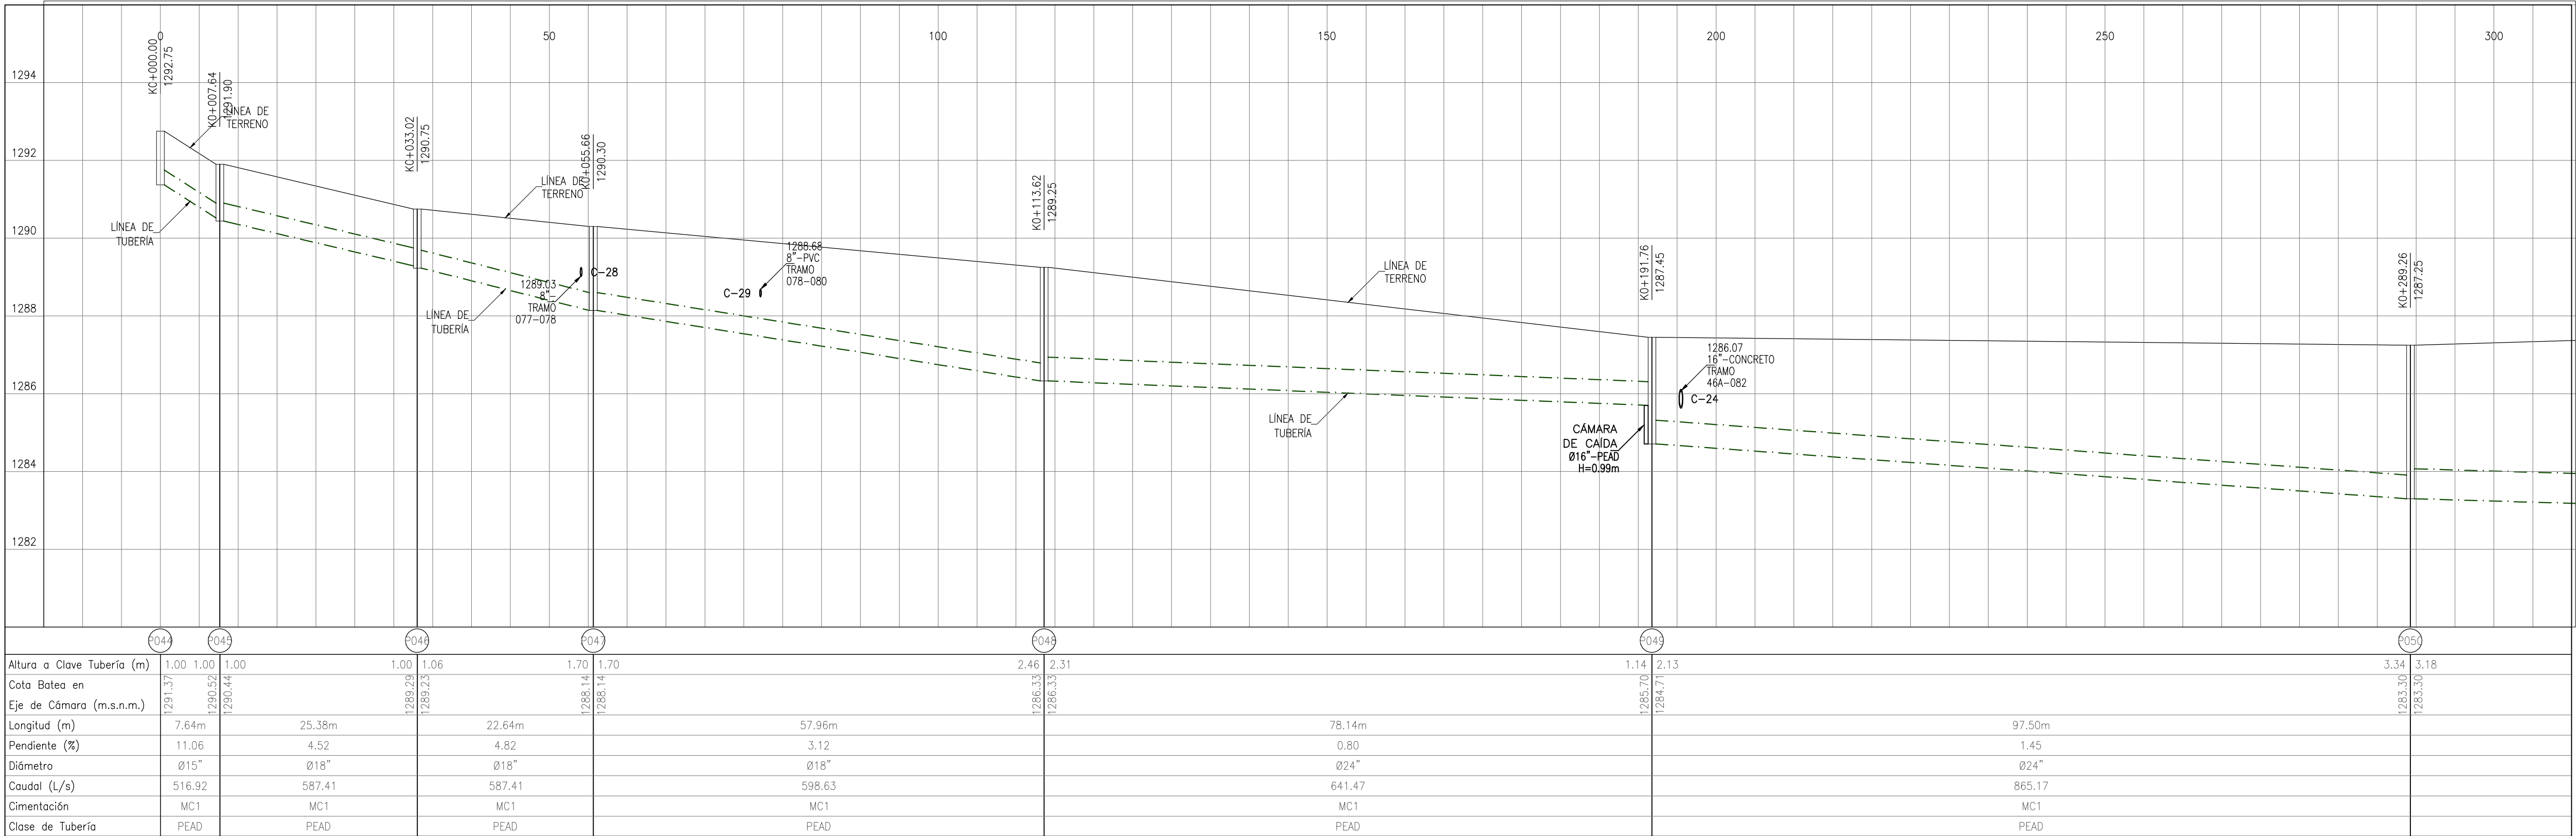 0 50 100 150 200 250 300
1294
1292
1290
1288
1286
1284
1282
K0+000.00
1292.75
K0+007.64
1291.90
LÍNEA DE
TERRENO
LÍNEA DE
TUBERÍA
K0+033.02
1290.75
LÍNEA DE
TERRENO
K0+055.66
1290.30
LÍNEA DE
TUBERÍA
1289.03
8"-
TRAMO
077-078
C-28
C-29
1288.68
8"-PVC
TRAMO
078-080
K0+113.62
1289.25
LÍNEA DE
TERRENO
LÍNEA DE
TUBERÍA
K0+191.76
1287.45
CÁMARA
DE CAÍDA
Ø16"-PEAD
H=0.99m
1286.07
16"-CONCRETO
TRAMO
46A-082
C-24
K0+289.26
1287.25
P044 P045 P046 P047 P048 P049 P050
Altura a Clave Tubería (m) 1.00 1.00 1.00 1.00 1.06 1.70 1.70 2.46 2.31 1.14 2.13 3.34 3.18
Cota Batea en
Eje de Cámara (m.s.n.m.) 1291.37 1290.52 1290.44 1289.29 1289.23 1288.14 1288.14 1286.33 1286.33 1285.70 1284.71 1283.30 1283.30
Longitud (m) 7.64m 25.38m 22.64m 57.96m 78.14m 97.50m
Pendiente (%) 11.06 4.52 4.82 3.12 0.80 1.45
Diámetro Ø15" Ø18" Ø18" Ø18" Ø24" Ø24"
Caudal (L/s) 516.92 587.41 587.41 598.63 641.47 865.17
Cimentación MC1 MC1 MC1 MC1 MC1 MC1
Clase de Tubería PEAD PEAD PEAD PEAD PEAD PEAD